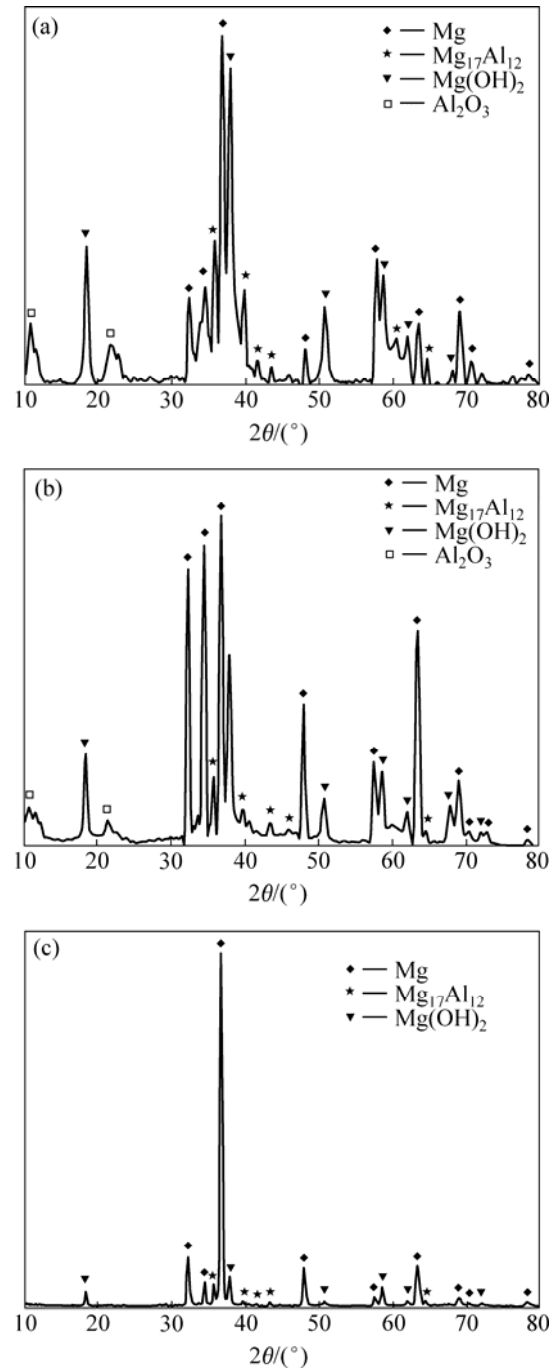 (a)
◆ — Mg
★ — Mg₁₇Al₁₂
▼ — Mg(OH)₂
□ — Al₂O₃
10 20 30 40 50 60 70 80
2θ/(°)
(b)
◆ — Mg
★ — Mg₁₇Al₁₂
▼ — Mg(OH)₂
□ — Al₂O₃
10 20 30 40 50 60 70 80
2θ/(°)
(c)
◆ — Mg
★ — Mg₁₇Al₁₂
▼ — Mg(OH)₂
10 20 30 40 50 60 70 80
2θ/(°)